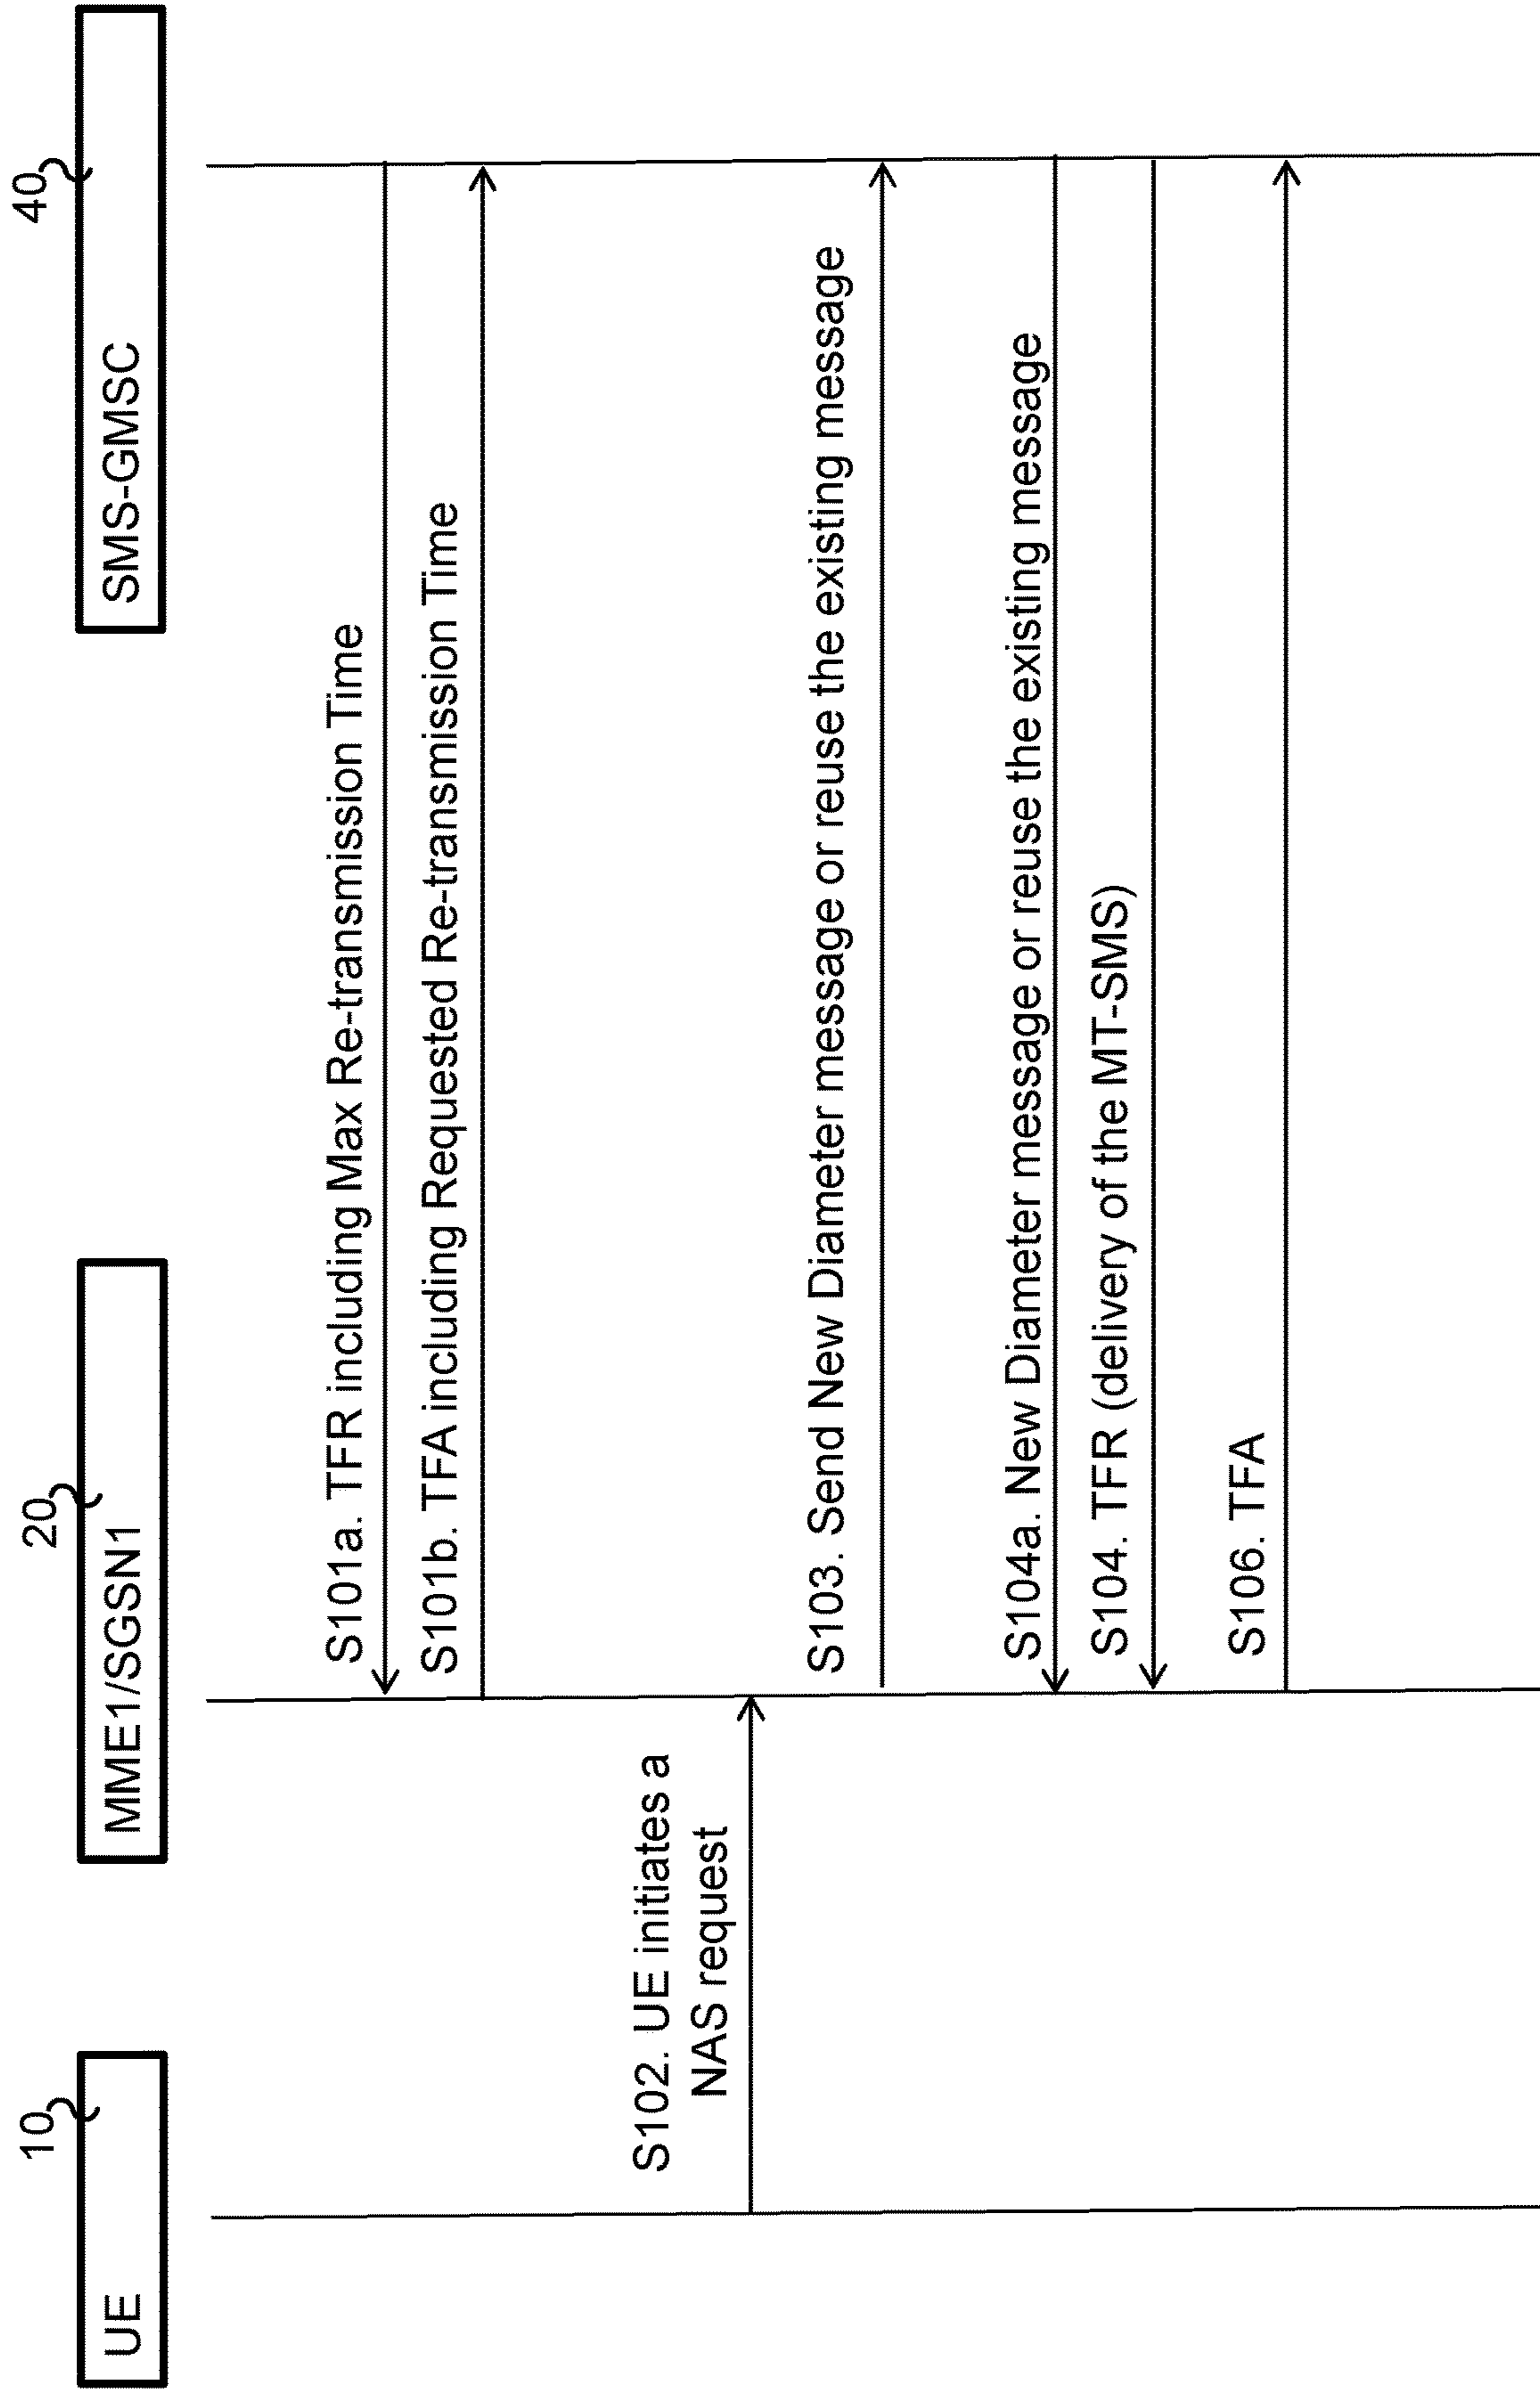 10
20
40
UE
MME1/SGSN1
SMS-GMSC
S101a. TFR including Max Re-transmission Time
S101b. TFA including Requested Re-transmission Time
S102. UE initiates a
NAS request
S103. Send New Diameter message or reuse the existing message
S104a. New Diameter message or reuse the existing message
S104. TFR (delivery of the MT-SMS)
S106. TFA